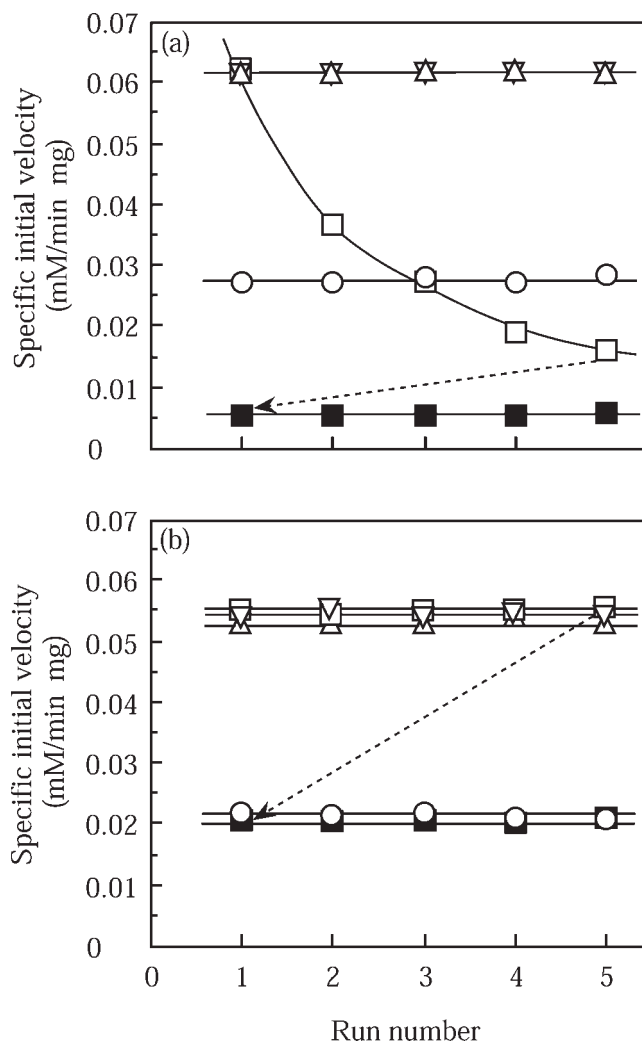 (a)
Specific initial velocity
(mM/min mg)
0.07
0.06
0.05
0.04
0.03
0.02
0.01
0
(b)
Specific initial velocity
(mM/min mg)
0.07
0.06
0.05
0.04
0.03
0.02
0.01
0
0 1 2 3 4 5
Run number